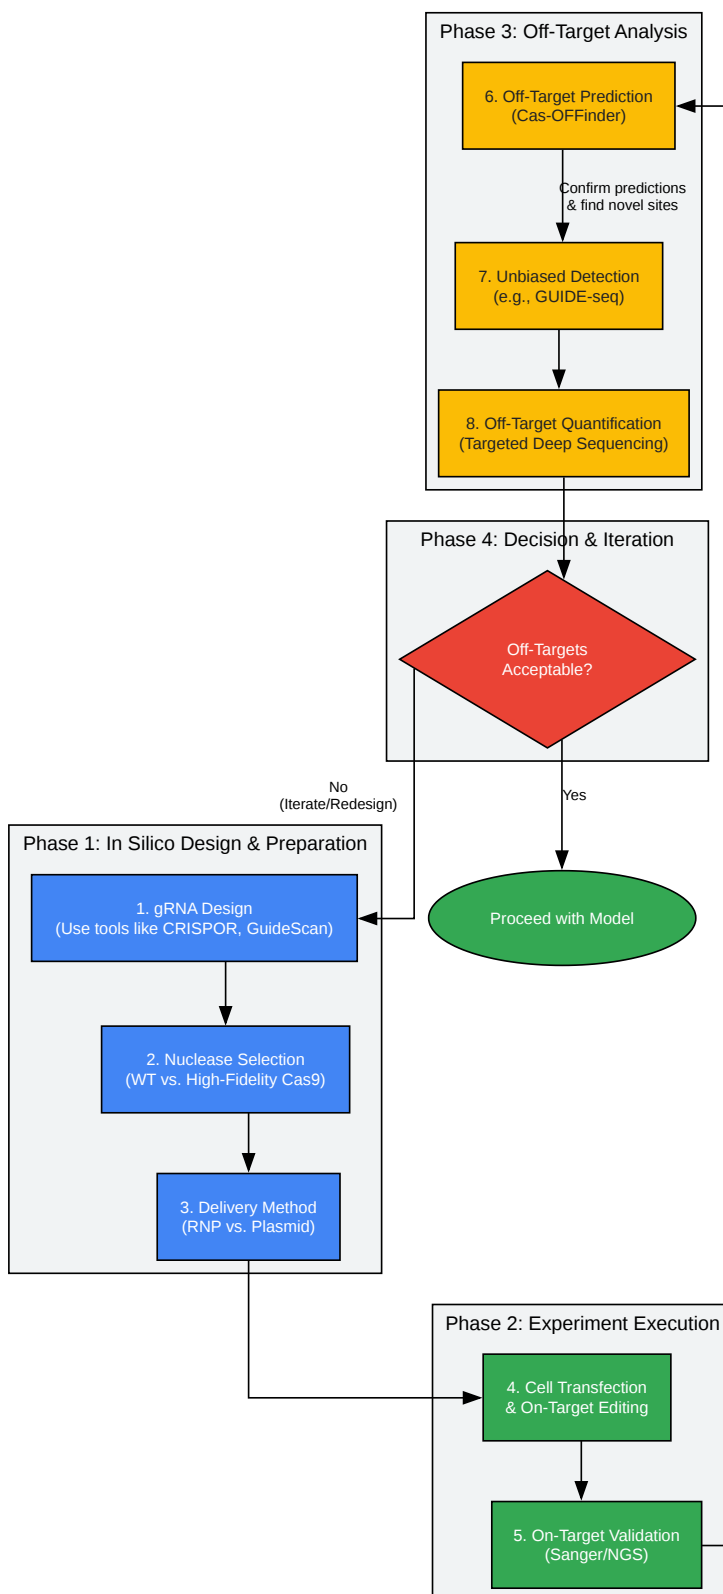 Phase 3: Off-Target Analysis
6. Off-Target Prediction
(Cas-OFFinder)
Confirm predictions
& find novel sites
7. Unbiased Detection
(e.g., GUIDE-seq)
8. Off-Target Quantification
(Targeted Deep Sequencing)
Phase 4: Decision & Iteration
Off-Targets
Acceptable?
No
(Iterate/Redesign)
Yes
Phase 1: In Silico Design & Preparation
1. gRNA Design
(Use tools like CRISPOR, GuideScan)
Proceed with Model
2. Nuclease Selection
(WT vs. High-Fidelity Cas9)
3. Delivery Method
(RNP vs. Plasmid)
Phase 2: Experiment Execution
4. Cell Transfection
& On-Target Editing
5. On-Target Validation
(Sanger/NGS)